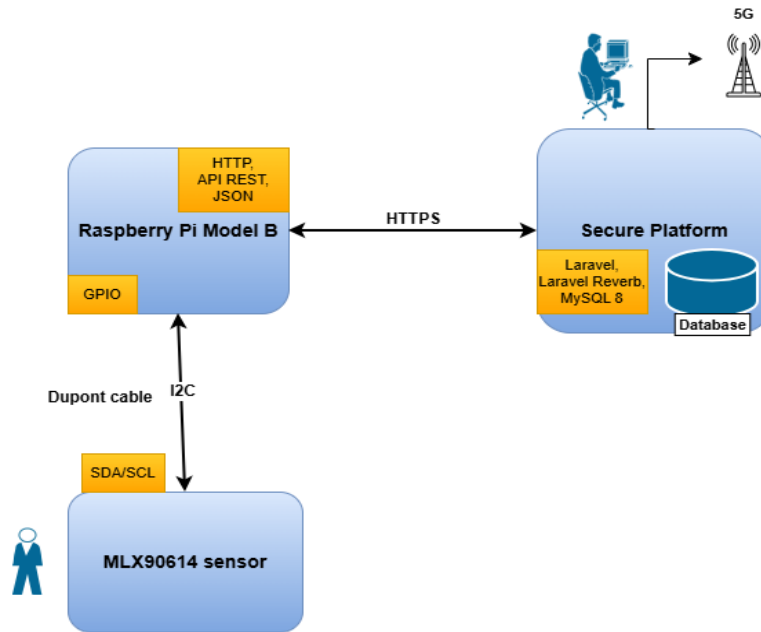 5G
HTTP,
API REST,
JSON
Raspberry Pi Model B
GPIO
HTTPS
Secure Platform
Laravel,
Laravel Reverb,
MySQL 8
Database
Dupont cable
I2C
SDA/SCL
MLX90614 sensor